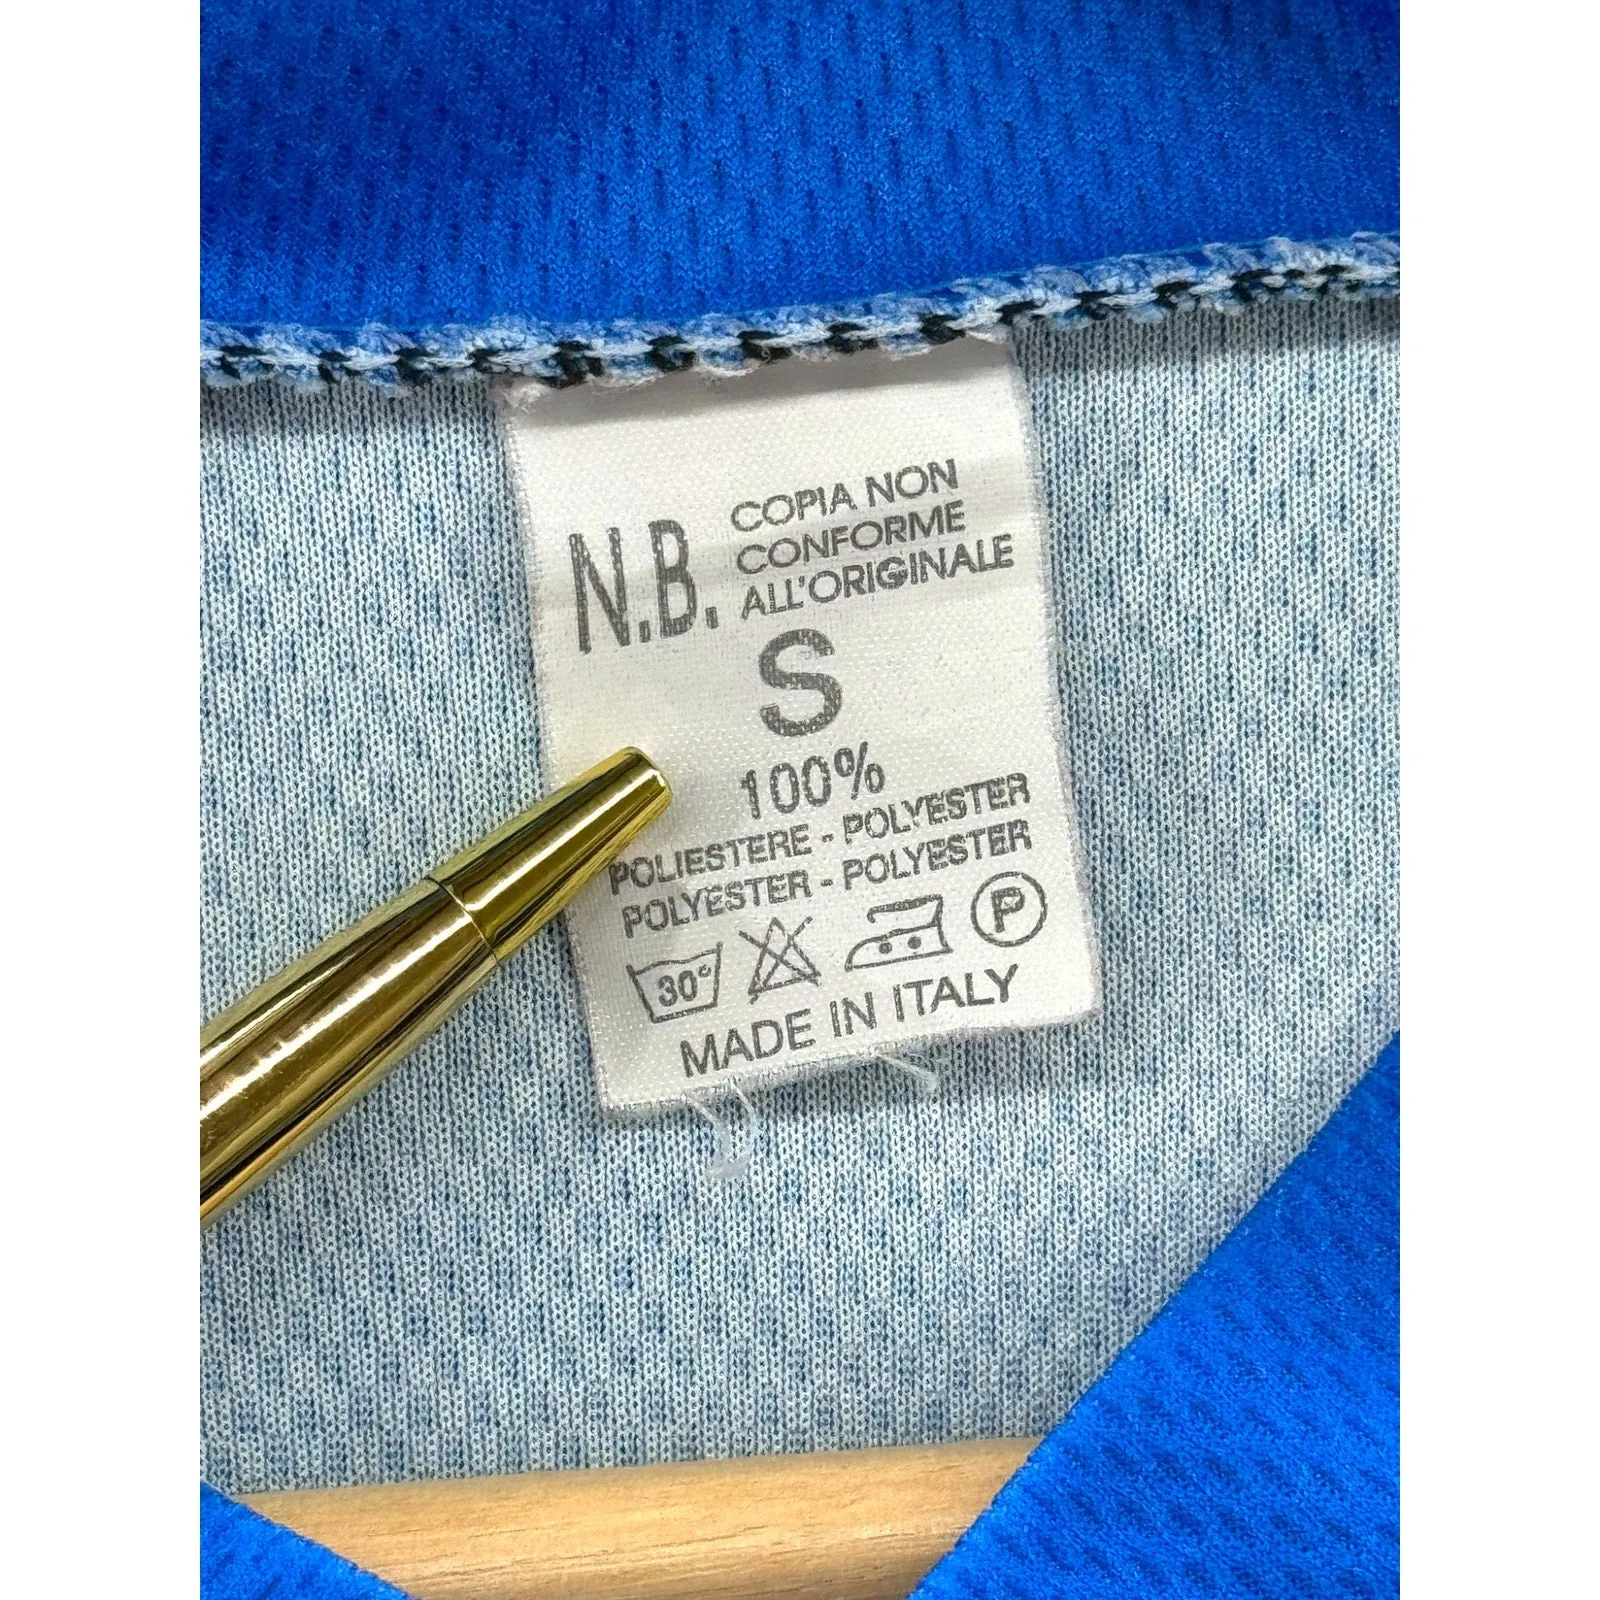 N.B. COPIA NON
CONFORME
ALL'ORIGINALE
S
100%
POLIESTERE - POLYESTER
POLYESTER - POLYESTER
30° P
MADE IN ITALY